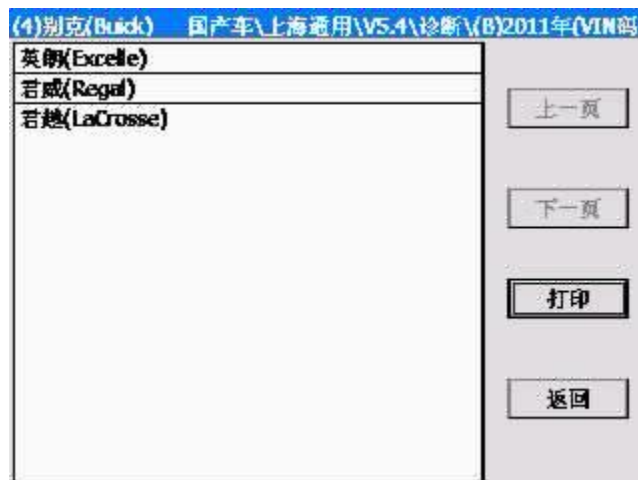 (4)别克(Buick) 国产车\上海通用\V5.4\诊断\(B)2011年(VIN码
英朗(Excelle)
君威(Regal)
君越(LaCrosse)
上一页
下一页
打印
返回